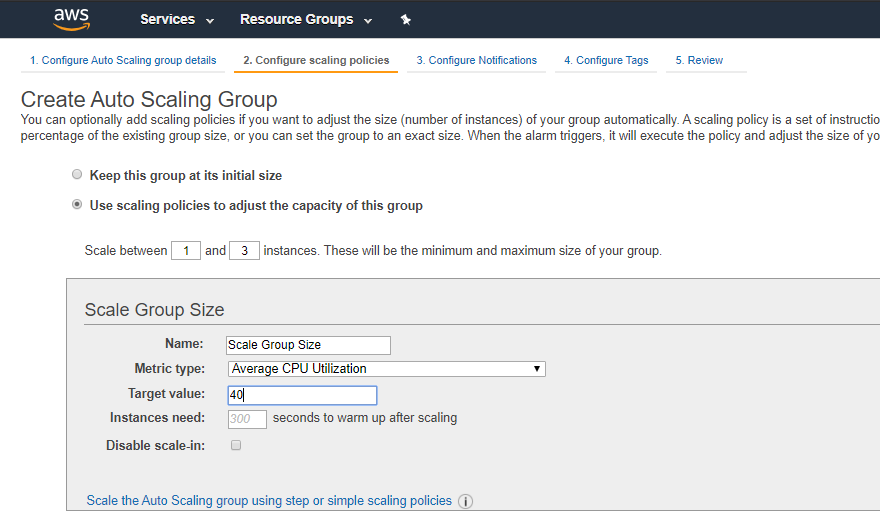 aws Services Resource Groups
1. Configure Auto Scaling group details 2. Configure scaling policies 3. Configure Notifications 4. Configure Tags 5. Review
Create Auto Scaling Group
You can optionally add scaling policies if you want to adjust the size (number of instances) of your group automatically. A scaling policy is a set of instructio
percentage of the existing group size, or you can set the group to an exact size. When the alarm triggers, it will execute the policy and adjust the size of yo
Keep this group at its initial size
Use scaling policies to adjust the capacity of this group
Scale between 1 and 3 instances. These will be the minimum and maximum size of your group.
Scale Group Size
Name: Scale Group Size
Metric type: Average CPU Utilization
Target value: 40
Instances need: 300 seconds to warm up after scaling
Disable scale-in:
Scale the Auto Scaling group using step or simple scaling policies i